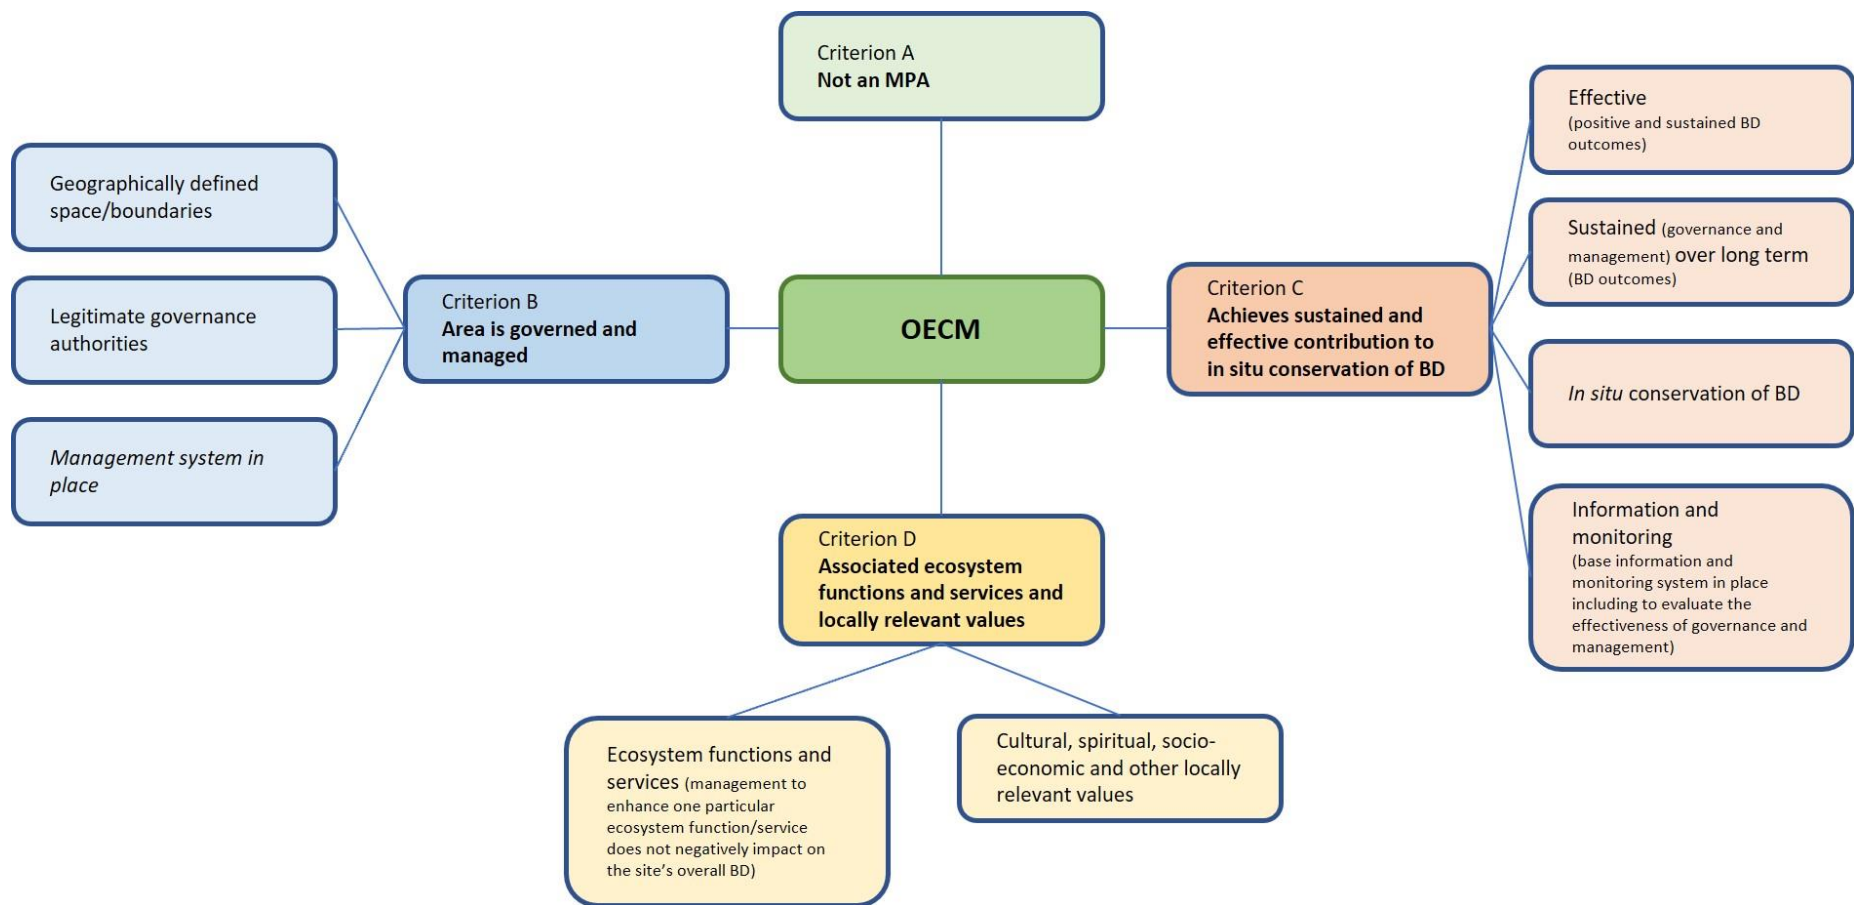 Criterion A
Not an MPA
Geographically defined
space/boundaries
Legitimate governance
authorities
Management system in
place
Criterion B
Area is governed and
managed
OECM
Criterion C
Achieves sustained and
effective contribution to
in situ conservation of BD
Effective
(positive and sustained BD
outcomes)
Sustained (governance and
management) over long term
(BD outcomes)
In situ conservation of BD
Information and
monitoring
(base information and
monitoring system in place
including to evaluate the
effectiveness of governance and
management)
Criterion D
Associated ecosystem
functions and services and
locally relevant values
Ecosystem functions and
services (management to
enhance one particular
ecosystem function/service
does not negatively impact on
the site’s overall BD)
Cultural, spiritual, socio-
economic and other locally
relevant values